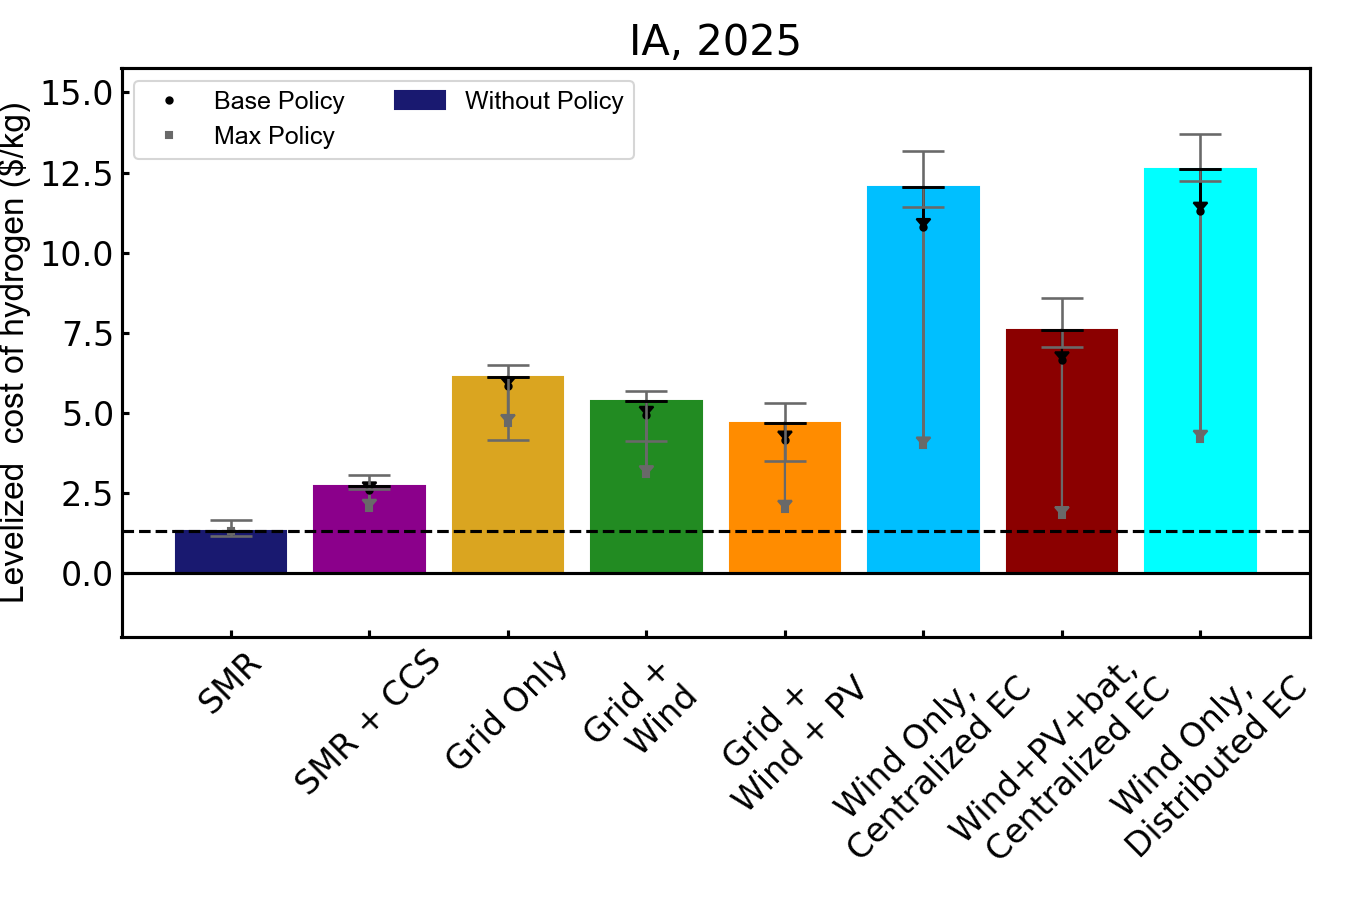 IA, 2025
Base Policy
Max Policy
Without Policy
Levelized cost of hydrogen ($/kg)
15.0
12.5
10.0
7.5
5.0
2.5
0.0
SMR
SMR + CCS
Grid Only
Grid +
Wind
Grid +
Wind + PV
Wind Only,
Centralized EC
Wind+PV+bat,
Centralized EC
Wind Only,
Distributed EC